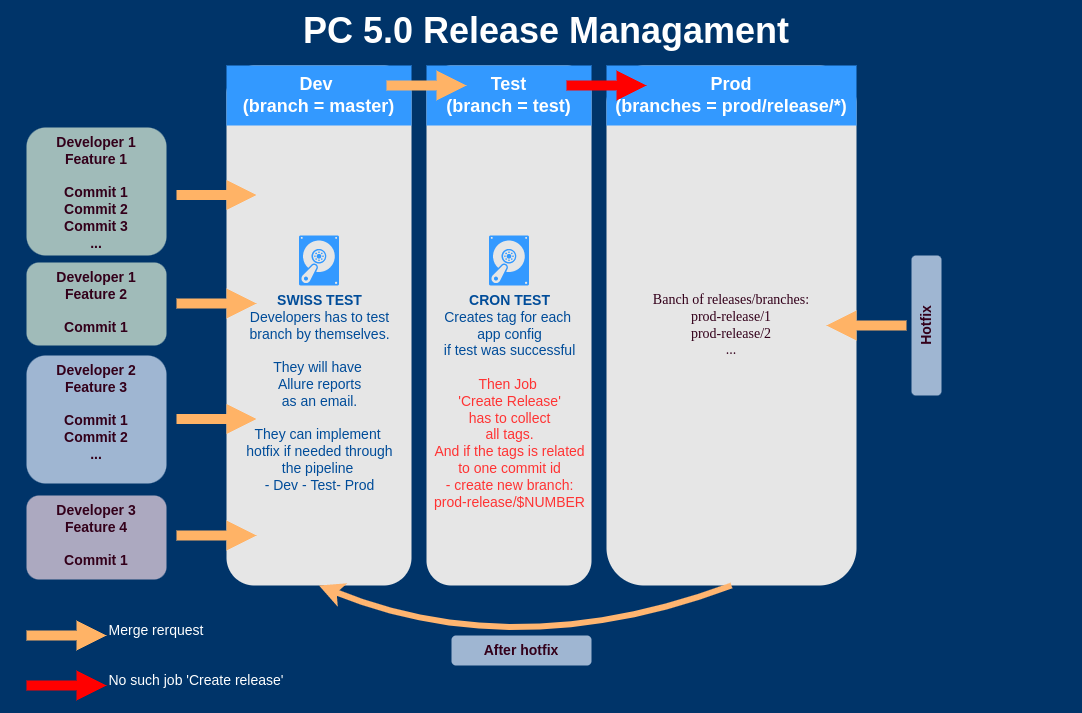 PC 5.0 Release Managament
Dev
(branch = master)
Test
(branch = test)
Prod
(branches = prod/release/*)
Developer 1
Feature 1
Commit 1
Commit 2
Commit 3
...
Developer 1
Feature 2
Commit 1
Developer 2
Feature 3
Commit 1
Commit 2
...
Developer 3
Feature 4
Commit 1
SWISS TEST
Developers has to test
branch by themselves.
They will have
Allure reports
as an email.
They can implement
hotfix if needed through
the pipeline
- Dev - Test- Prod
CRON TEST
Creates tag for each
app config
if test was successful
Then Job
'Create Release'
has to collect
all tags.
And if the tags is related
to one commit id
- create new branch:
prod-release/$NUMBER
Banch of releases/branches:
prod-release/1
prod-release/2
...
Hotfix
After hotfix
Merge rerquest
No such job 'Create release'